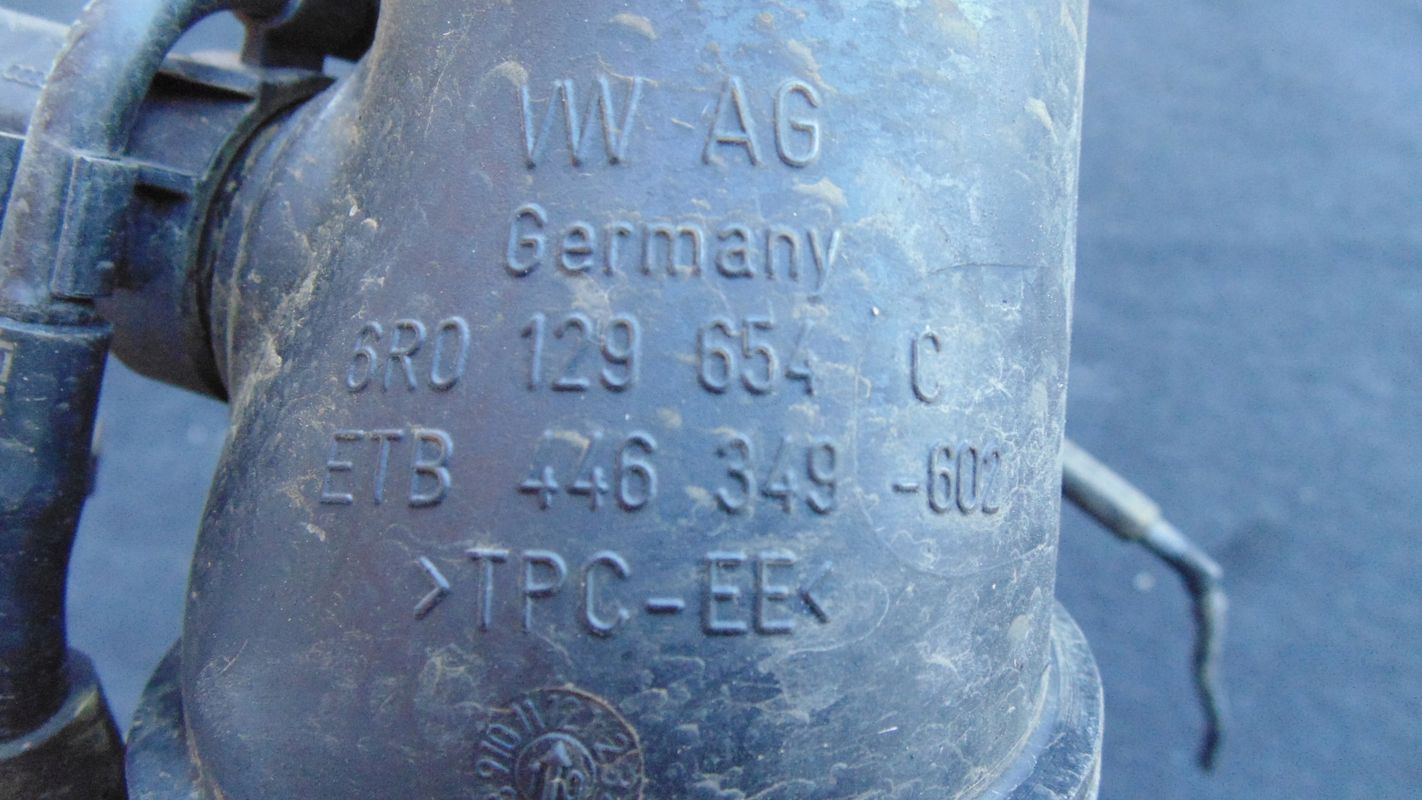 VW AG
Germany
6R0 129 654 C
ETB 446 349 -602
>TPC-EE<